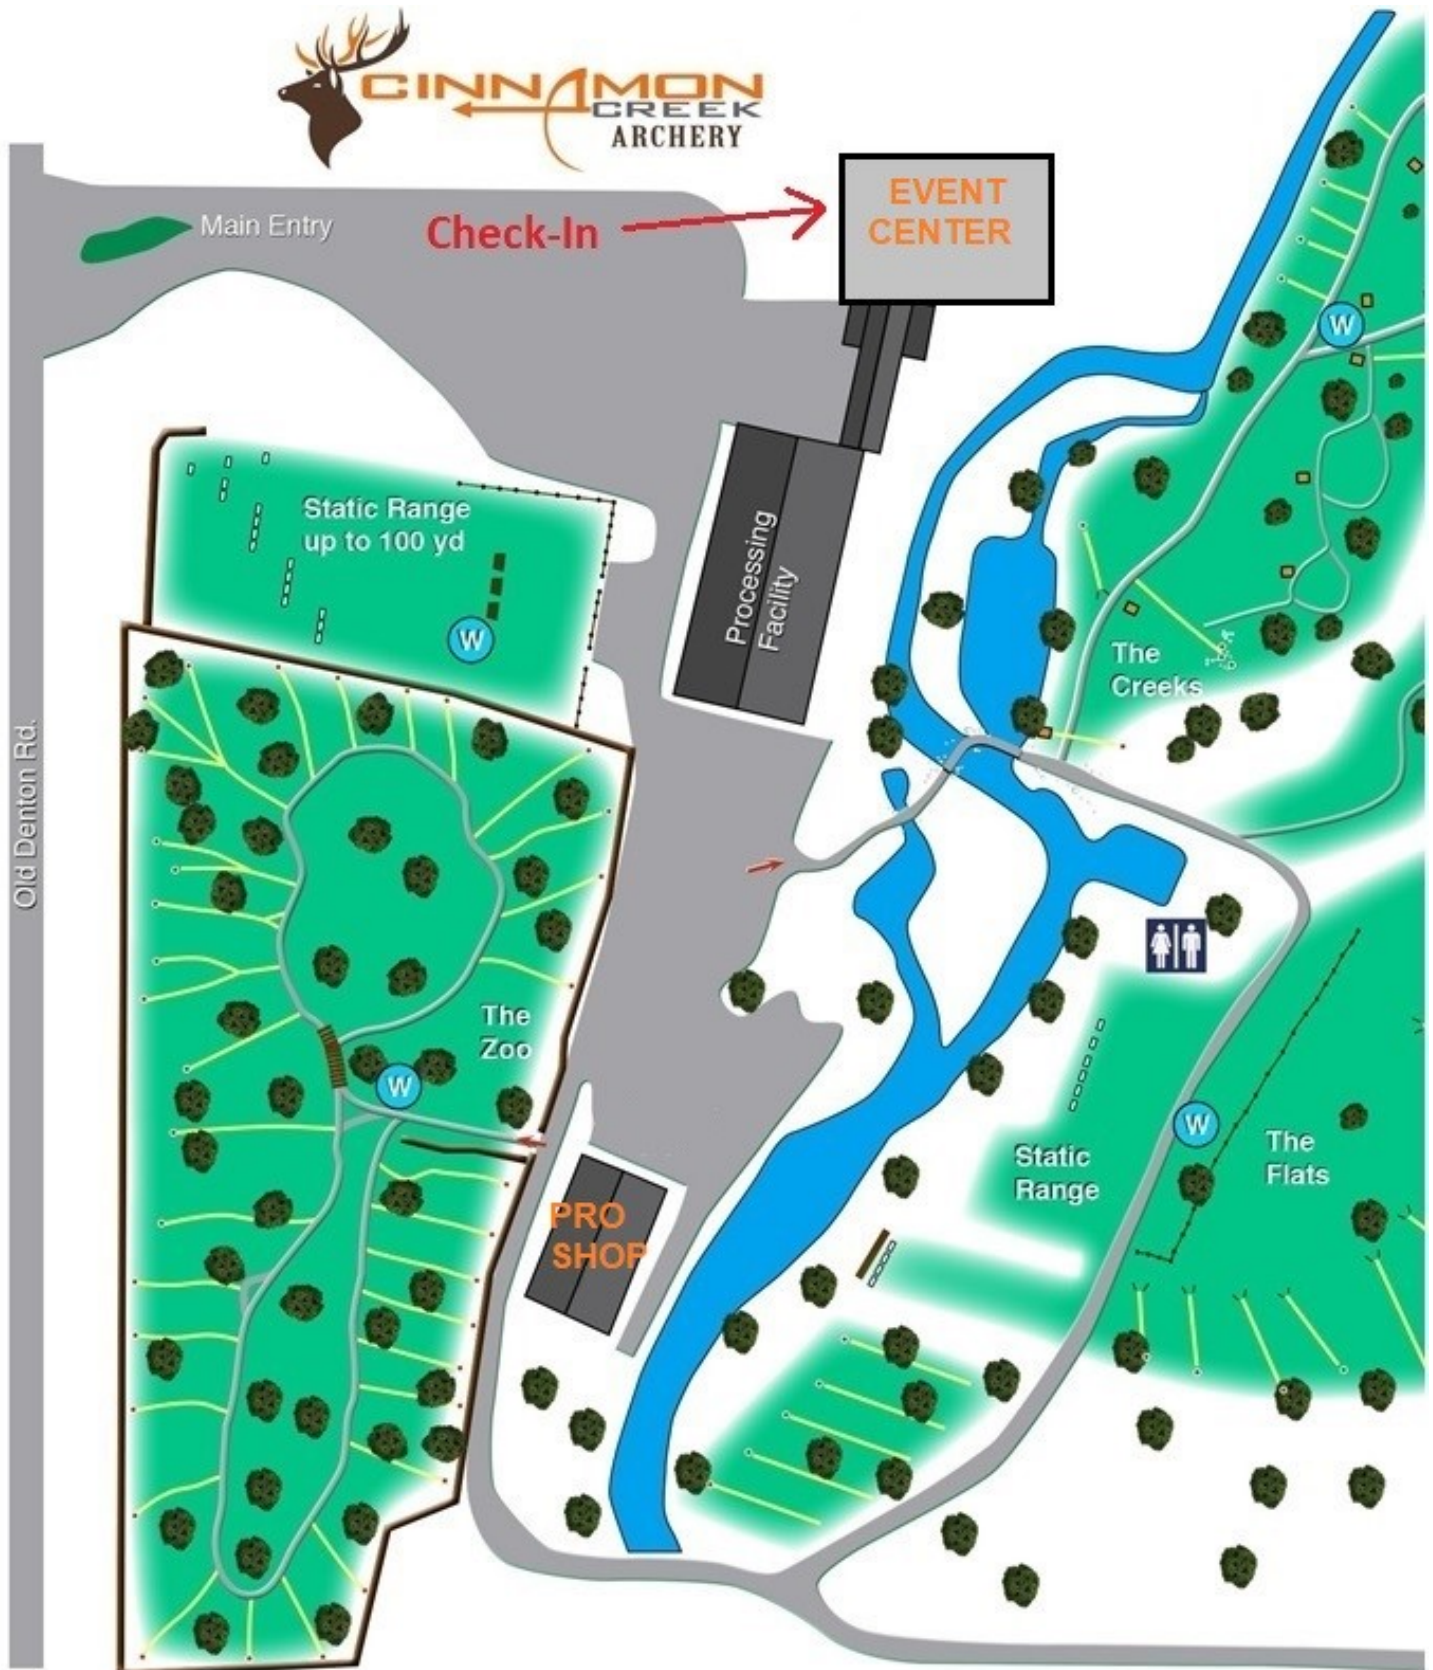 CINNAMON
CREEK
ARCHERY
Main Entry
Check-In
EVENT
CENTER
W
Static Range
up to 100 yd
W
Processing
Facility
The
Creeks
Old Denton Rd.
The
Zoo
W
W
Static
Range
The
Flats
PRO
SHOP